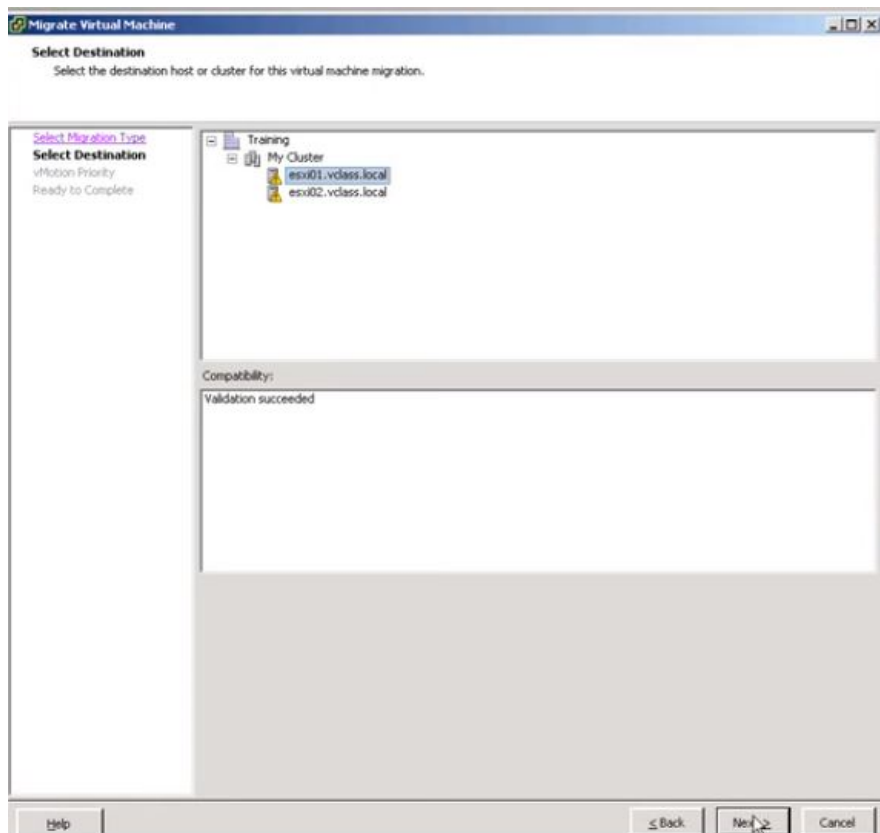 Migrate Virtual Machine
Select Destination
Select the destination host or cluster for this virtual machine migration.
Select Migration Type
Select Destination
vMotion Priority
Ready to Complete
Training
My Cluster
esxi01.vclass.local
esxi02.vclass.local
Compatibility:
Validation succeeded
Help
< Back
Next >
Cancel